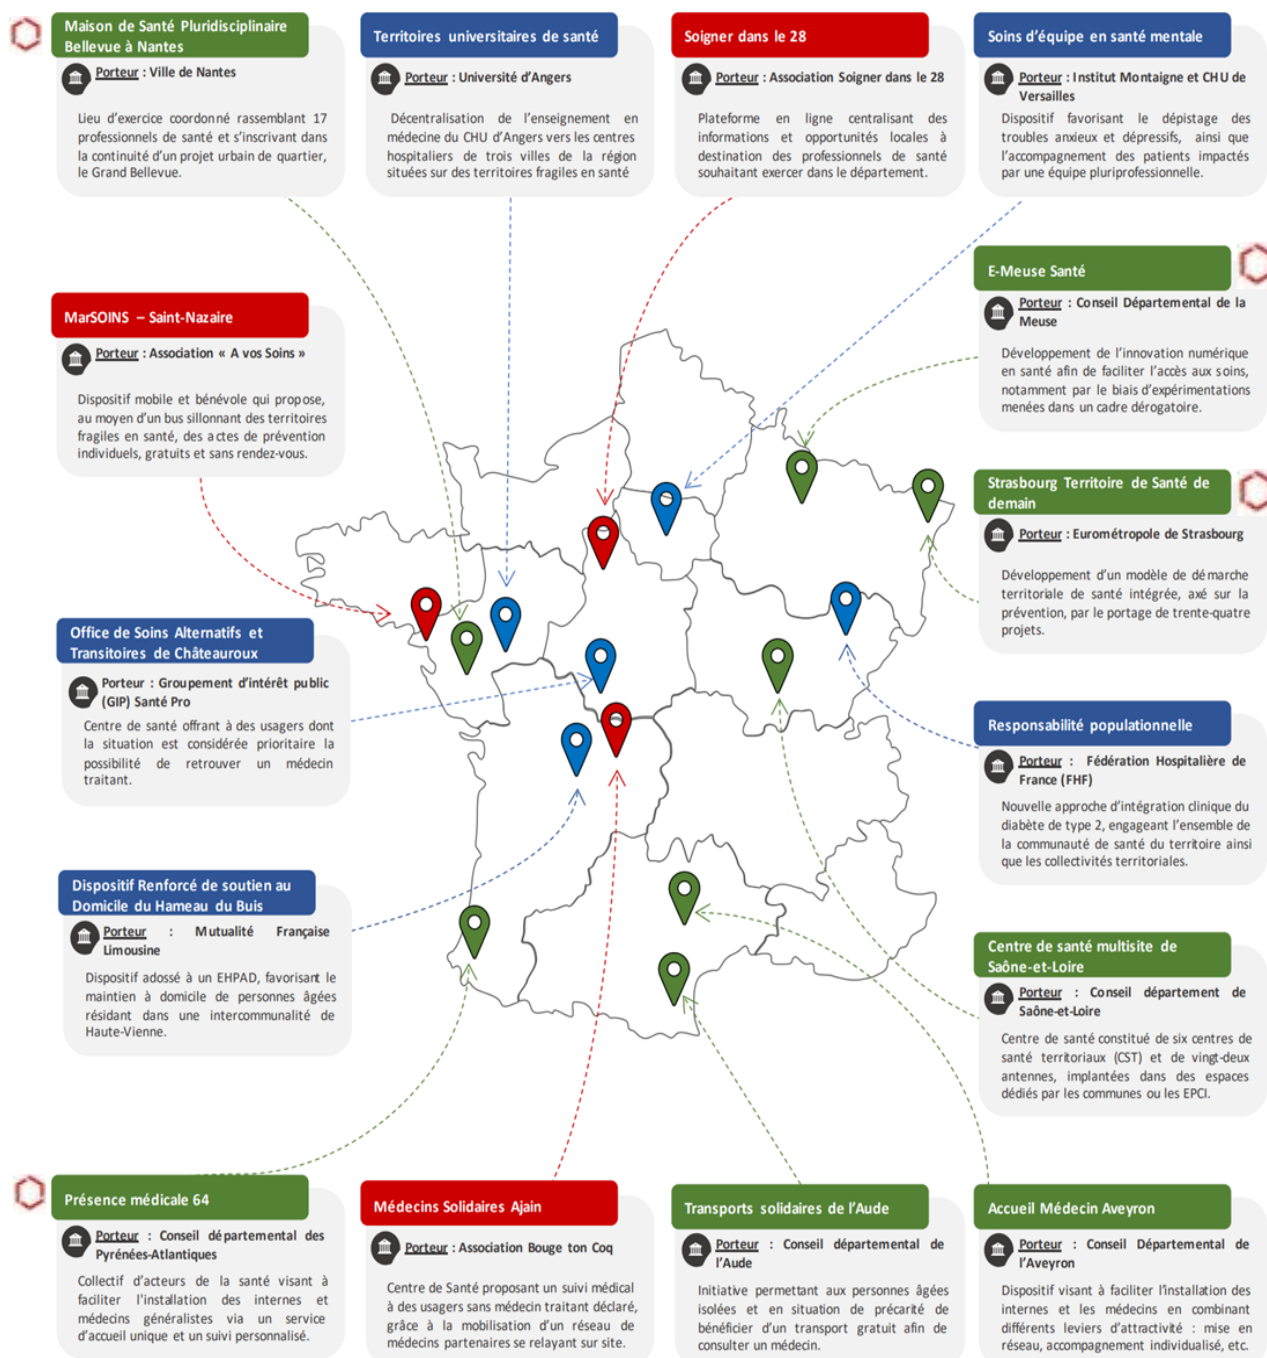 Maison de Santé Pluridisciplinaire
Bellevue à Nantes
Porteur : Ville de Nantes
Lieu d’exercice coordonné rassemblant 17
professionnels de santé et s’inscrivant dans
la continuité d’un projet urbain de quartier,
le Grand Bellevue.
Territoires universitaires de santé
Porteur : Université d’Angers
Décentralisation de l’enseignement en
médecine du CHU d’Angers vers les centres
hospitaliers de trois villes de la région
situées sur des territoires fragiles en santé
Soigner dans le 28
Porteur : Association Soigner dans le 28
Plateforme en ligne centralisant des
informations et opportunités locales à
destination des professionnels de santé
souhaitant exercer dans le département.
Soins d’équipe en santé mentale
Porteur : Institut Montaigne et CHU de
Versailles
Dispositif favorisant le dépistage des
troubles anxieux et dépressifs, ainsi que
l’accompagnement des patients impactés
par une équipe pluriprofessionnelle.
E-Meuse Santé
Porteur : Conseil Départemental de la
Meuse
Développement de l’innovation numérique
en santé afin de faciliter l’accès aux soins,
notamment par le biais d’expérimentations
menées dans un cadre dérogatoire.
MarSOINS – Saint-Nazaire
Porteur : Association « A vos Soins »
Dispositif mobile et bénévole qui propose,
au moyen d’un bus sillonnant des territoires
fragiles en santé, des actes de prévention
individuels, gratuits et sans rendez-vous.
Strasbourg Territoire de Santé de
demain
Porteur : Eurométropole de Strasbourg
Développement d’un modèle de démarche
territoriale de santé intégrée, axé sur la
prévention, par le portage de trente-quatre
projets.
Office de Soins Alternatifs et
Transitoires de Châteauroux
Porteur : Groupement d’intérêt public
(GIP) Santé Pro
Centre de santé offrant à des usagers dont
la situation est considérée prioritaire la
possibilité de retrouver un médecin
traitant.
Responsabilité populationnelle
Porteur : Fédération Hospitalière de
France (FHF)
Nouvelle approche d’intégration clinique du
diabète de type 2, engageant l’ensemble de
la communauté de santé du territoire ainsi
que les collectivités territoriales.
Dispositif Renforcé de soutien au
Domicile du Hameau du Buis
Porteur : Mutualité Française
Limousine
Dispositif adossé à un EHPAD, favorisant le
maintien à domicile de personnes âgées
résidant dans une intercommunalité de
Haute-Vienne.
Centre de santé multisite de
Saône-et-Loire
Porteur : Conseil département de
Saône-et-Loire
Centre de santé constitué de six centres de
santé territoriaux (CST) et de vingt-deux
antennes, implantées dans des espaces
dédiés par les communes ou les EPCI.
Présence médicale 64
Porteur : Conseil départemental des
Pyrénées-Atlantiques
Collectif d’acteurs de la santé visant à
faciliter l’installation des internes et
médecins généralistes via un service
d’accueil unique et un suivi personnalisé.
Médecins Solidaires Ajain
Porteur : Association Bouge ton Coq
Centre de Santé proposant un suivi médical
à des usagers sans médecin traitant déclaré,
grâce à la mobilisation d’un réseau de
médecins partenaires se relayant sur site.
Transports solidaires de l’Aude
Porteur : Conseil départemental de
l’Aude
Initiative permettant aux personnes âgées
isolées et en situation de précarité de
bénéficier d’un transport gratuit afin de
consulter un médecin.
Accueil Médecin Aveyron
Porteur : Conseil Départemental de
l’Aveyron
Dispositif visant à faciliter l’installation des
internes et les médecins en combinant
différents leviers d’attractivité : mise en
réseau, accompagnement individualisé, etc.